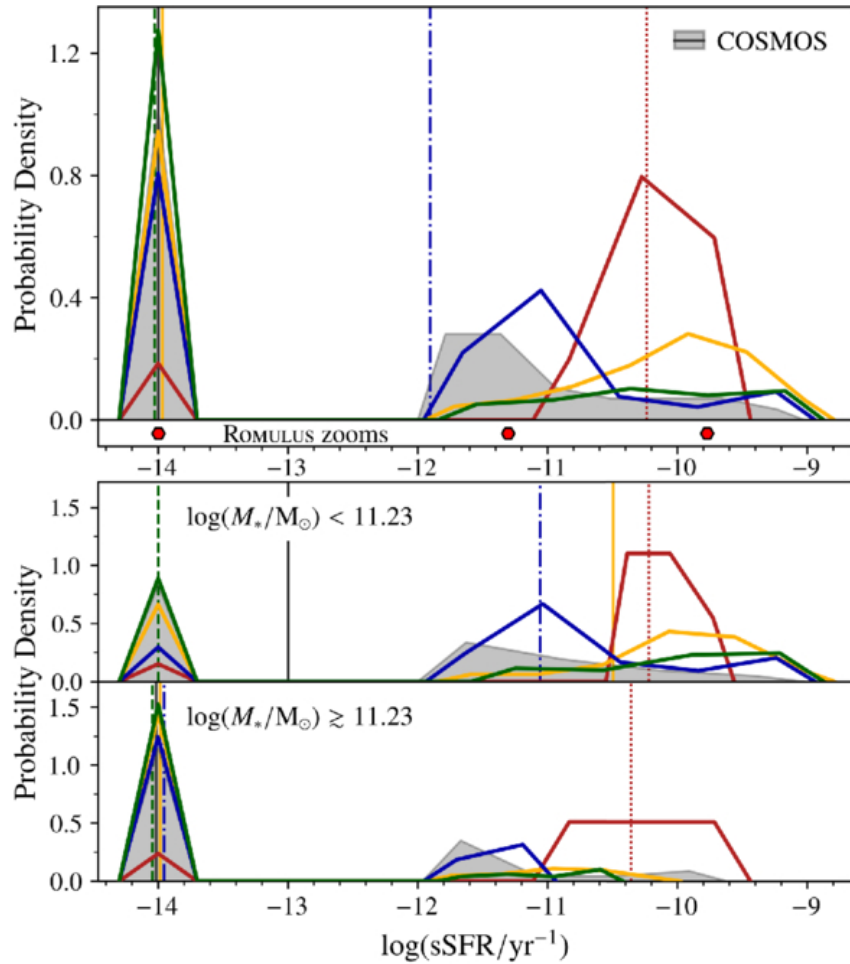 COSMOS
1.2
0.8
0.4
0.0
Probability Density
ROMULUS ZOOMS
−14 −13 −12 −11 −10 −9
log(M*/M⊙) < 11.23
1.5
1.0
0.5
0.0
Probability Density
log(M*/M⊙) ≳ 11.23
1.5
1.0
0.5
0.0
Probability Density
−14 −13 −12 −11 −10 −9
log(sSFR/yr⁻¹)